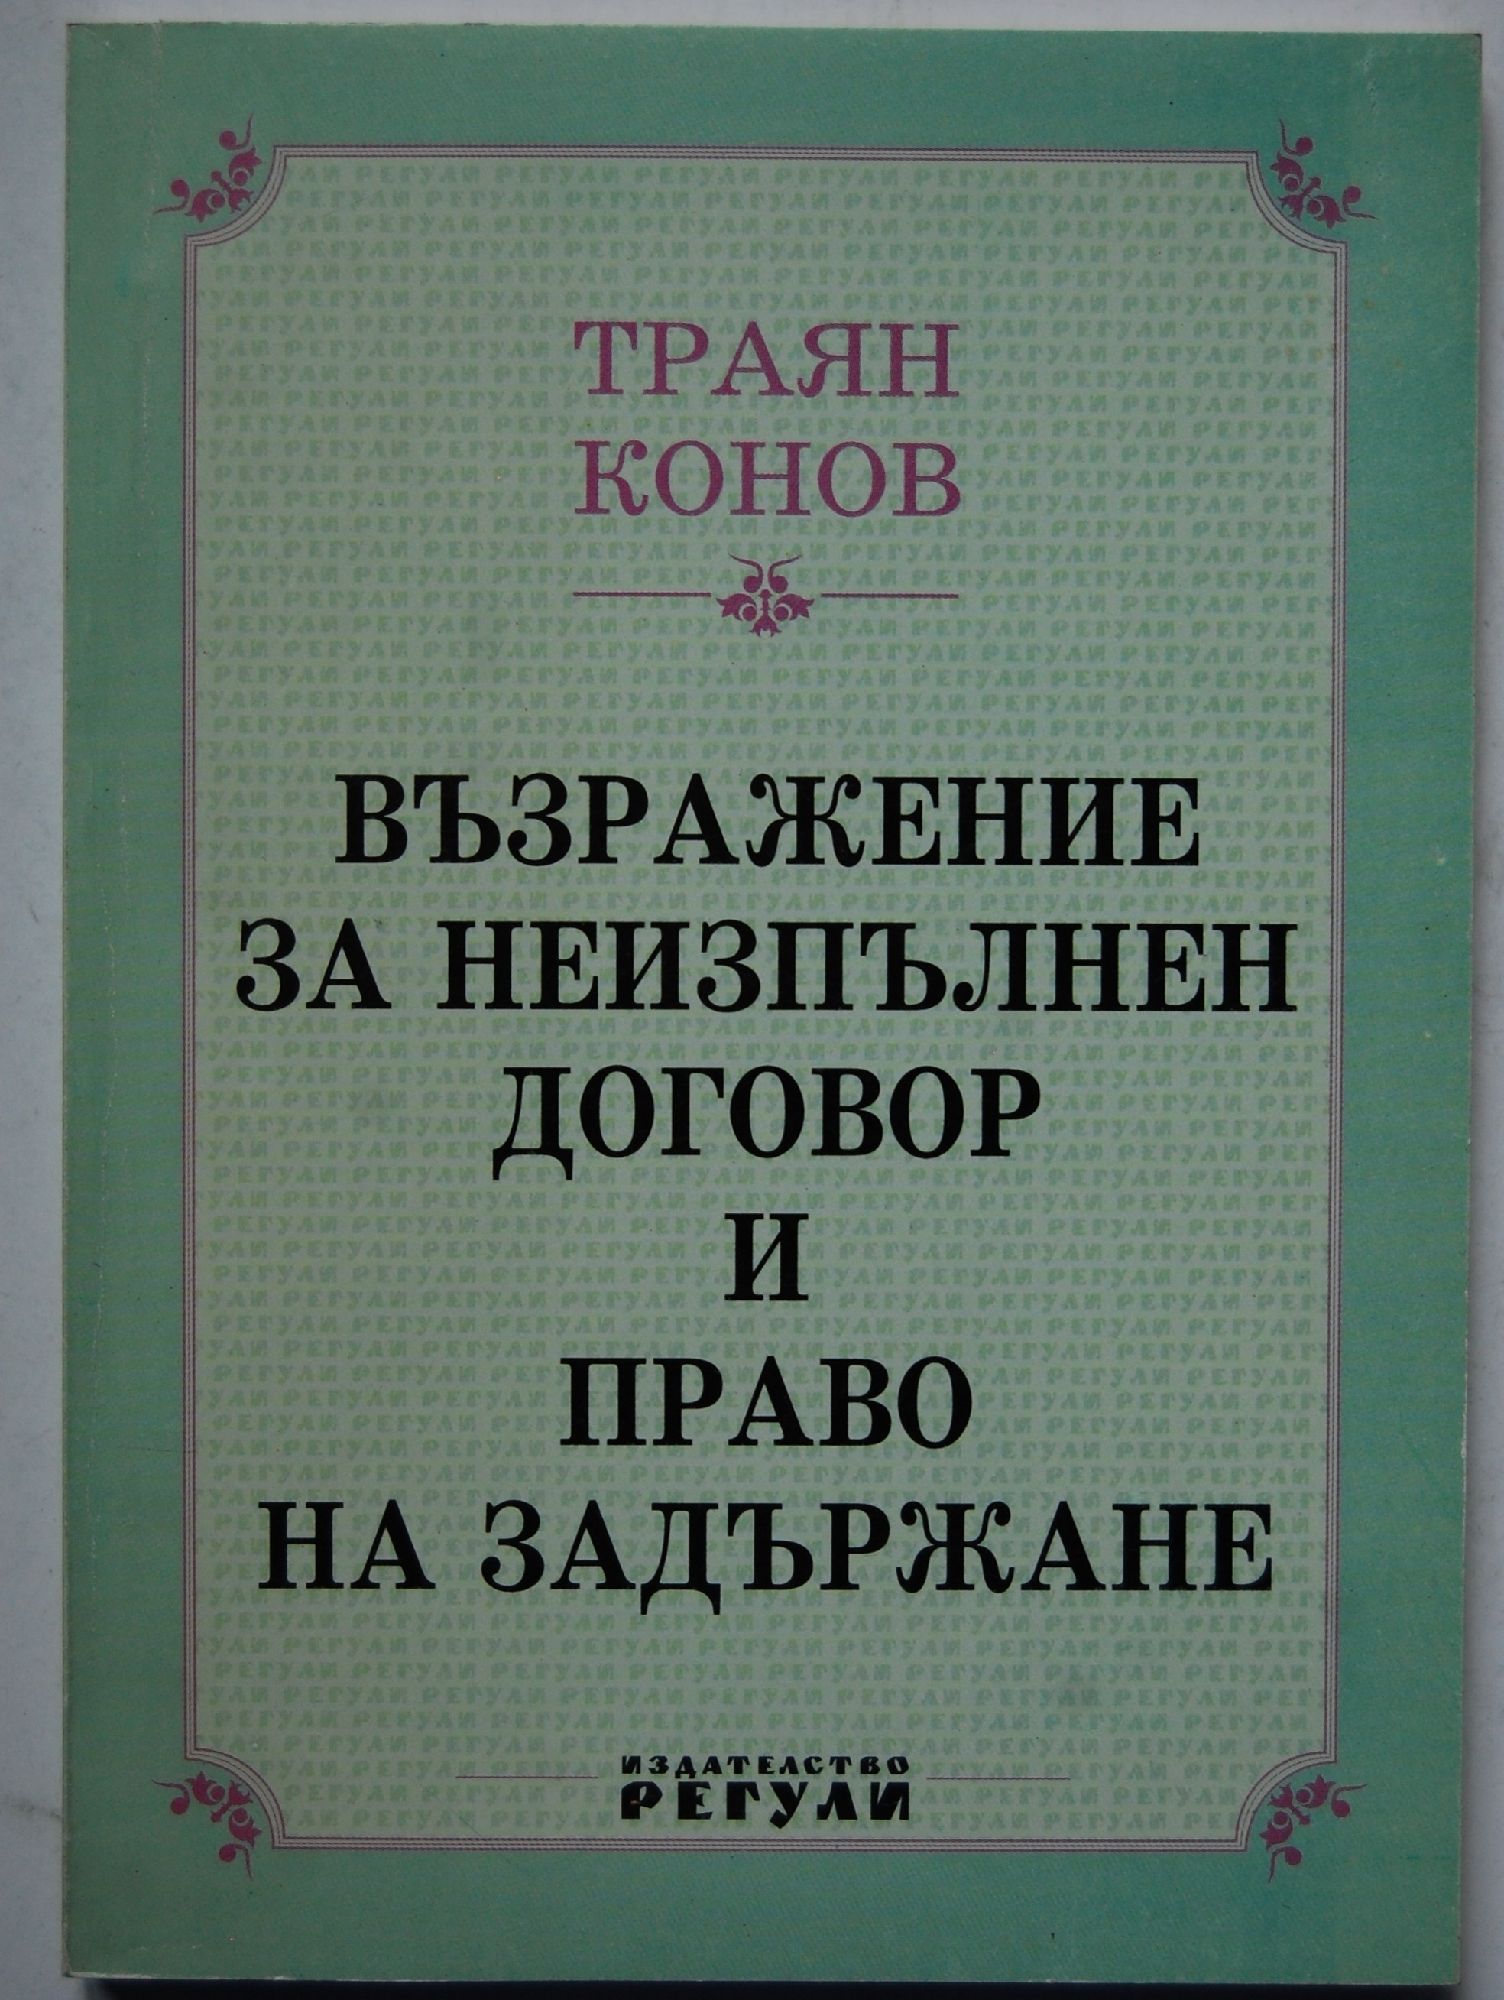 ТРАЯН
КОНОВ
ВЪЗРАЖЕНИЕ
ЗА НЕИЗПЪЛНЕН
ДОГОВОР
И
ПРАВО
НА ЗАДЪРЖАНЕ
ИЗДАТЕЛСТВО
РЕГУЛИ